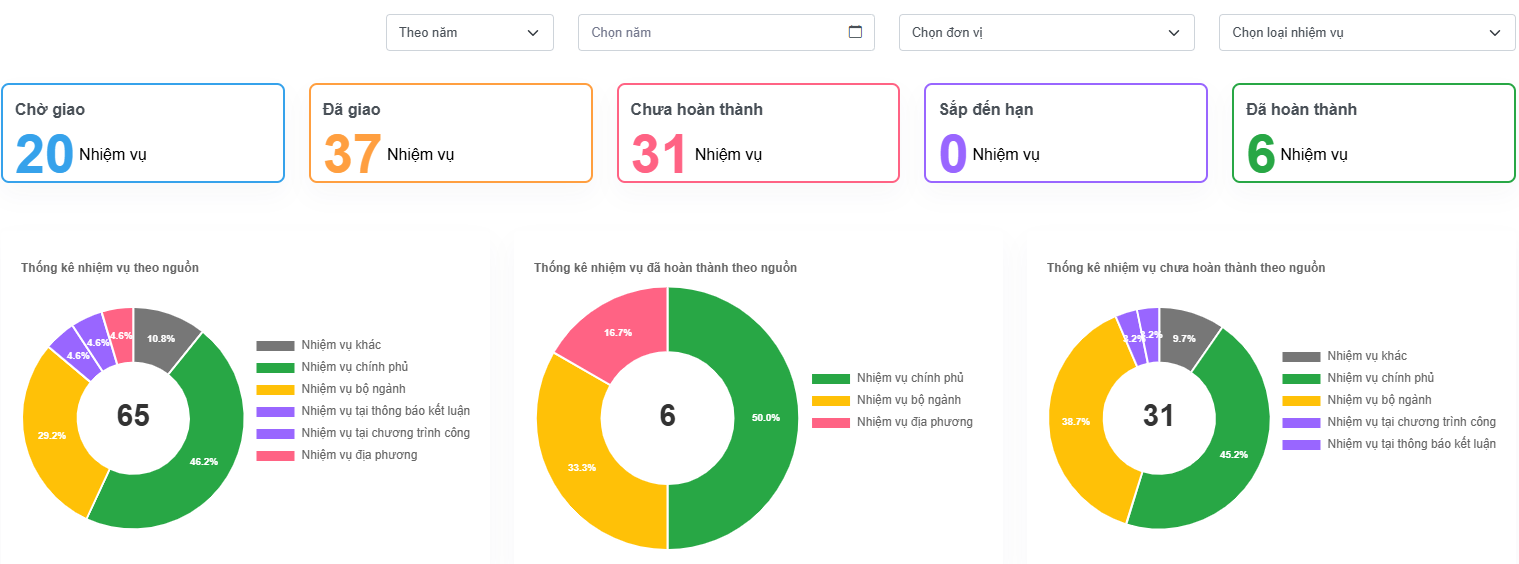 Theo năm
Chọn năm
Chọn đơn vị
Chọn loại nhiệm vụ
Chờ giao
20 Nhiệm vụ
Đã giao
37 Nhiệm vụ
Chưa hoàn thành
31 Nhiệm vụ
Sắp đến hạn
0 Nhiệm vụ
Đã hoàn thành
6 Nhiệm vụ
Thống kê nhiệm vụ theo nguồn
10.8%
46.2%
29.2%
4.6%
4.6%
4.6%
65
Nhiệm vụ khác
Nhiệm vụ chính phủ
Nhiệm vụ bộ ngành
Nhiệm vụ tại thông báo kết luận
Nhiệm vụ tại chương trình công
Nhiệm vụ địa phương
Thống kê nhiệm vụ đã hoàn thành theo nguồn
16.7%
50.0%
33.3%
6
Nhiệm vụ chính phủ
Nhiệm vụ bộ ngành
Nhiệm vụ địa phương
Thống kê nhiệm vụ chưa hoàn thành theo nguồn
9.7%
45.2%
38.7%
3.2%
3.2%
31
Nhiệm vụ khác
Nhiệm vụ chính phủ
Nhiệm vụ bộ ngành
Nhiệm vụ tại chương trình công
Nhiệm vụ tại thông báo kết luận